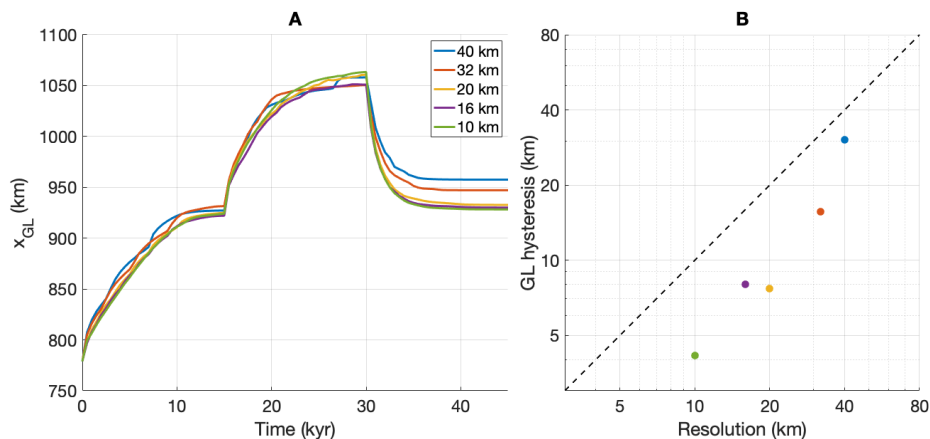 A
1100
1050
1000
950
900
850
800
750
x_GL (km)
0
10
20
30
40
Time (kyr)
40 km
32 km
20 km
16 km
10 km
B
80
40
20
10
5
GL hysteresis (km)
5
10
20
40
80
Resolution (km)